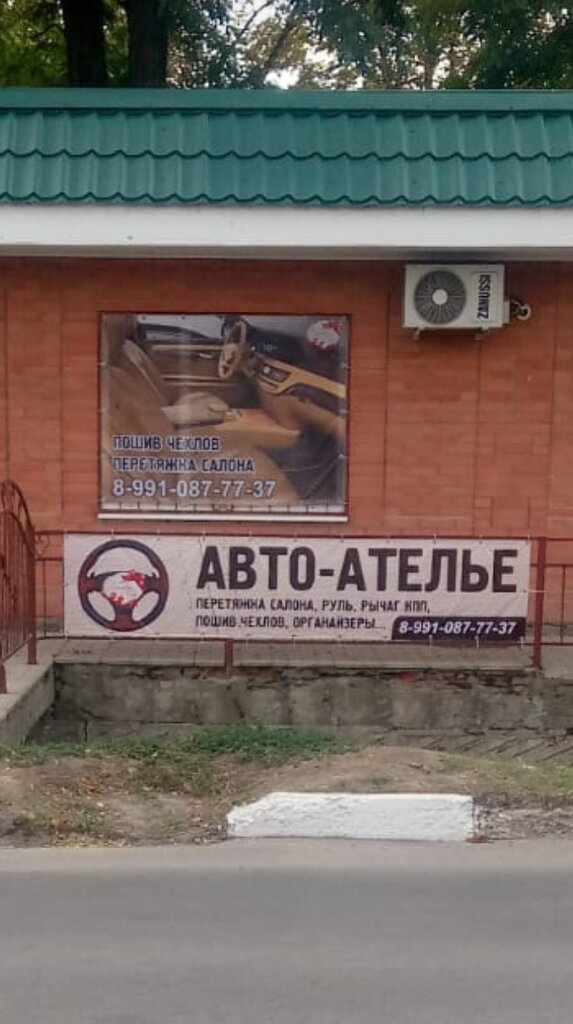 ZANUSSI
ПОШИВ ЧЕХЛОВ
ПЕРЕТЯЖКА САЛОНА
8-991-087-77-37
АВТО-АТЕЛЬЕ
ПЕРЕТЯЖКА САЛОНА, РУЛЬ, РЫЧАГ КПП,
ПОШИВ ЧЕХЛОВ, ОРГАНАЙЗЕРЫ...
8-991-087-77-37